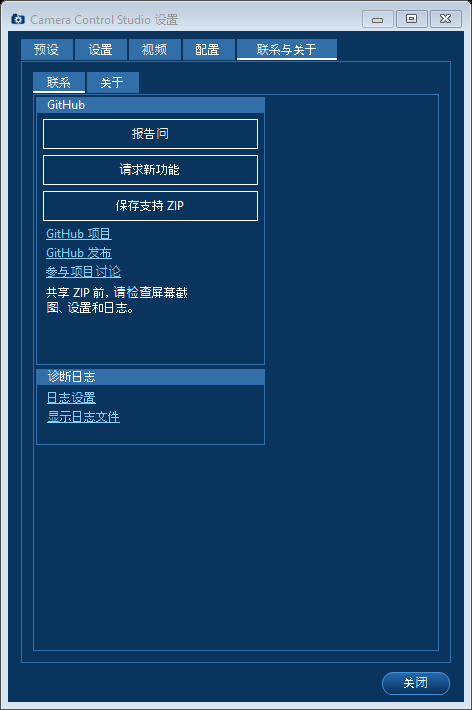 Camera Control Studio 设置
预设 设置 视频 配置 联系与关于
联系 关于
GitHub
报告问
请求新功能
保存支持 ZIP
GitHub 项目
GitHub 发布
参与项目讨论
共享 ZIP 前，请检查屏幕截
图、设置和日志。
诊断日志
日志设置
显示日志文件
关闭